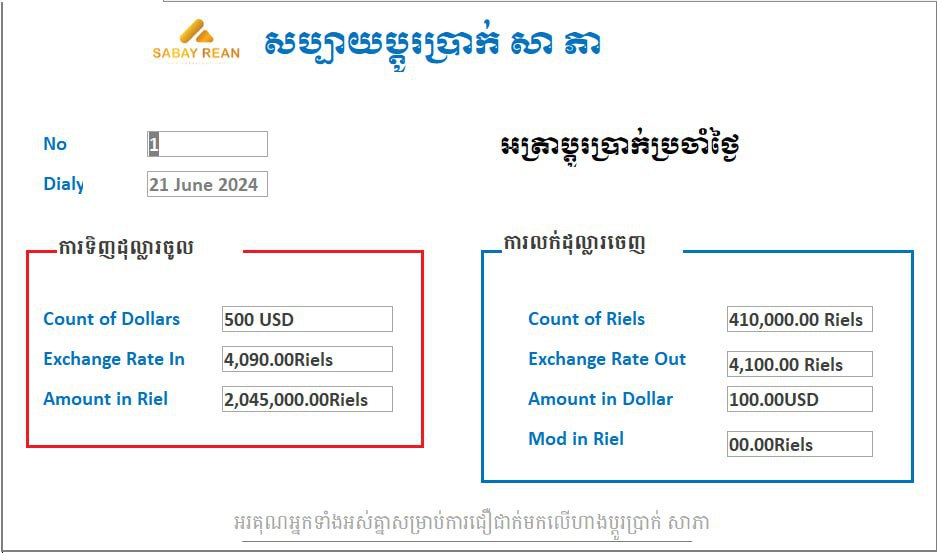 SABAY REAN
សប្បាយប្តូរប្រាក់ សា ភា
No
1
អត្រាប្តូរប្រាក់ប្រចាំថ្ងៃ
Dialy
21 June 2024
ការទិញដុល្លារចូល
Count of Dollars
500 USD
Exchange Rate In
4,090.00Riels
Amount in Riel
2,045,000.00Riels
ការលក់ដុល្លារចេញ
Count of Riels
410,000.00 Riels
Exchange Rate Out
4,100.00 Riels
Amount in Dollar
100.00USD
Mod in Riel
00.00Riels
អរគុណអ្នកទាំងអស់គ្នាសម្រាប់ការជឿជាក់មកលើហាងប្តូរប្រាក់ សាភា